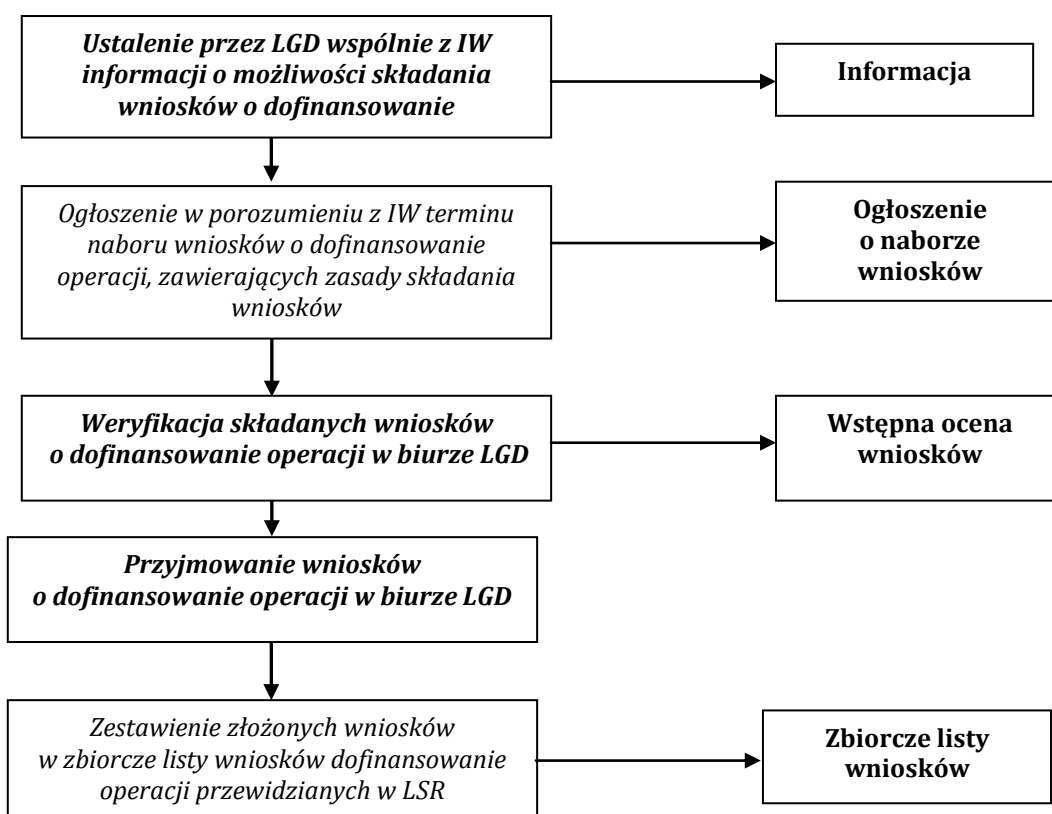 Ustalenie przez LGD wspólnie z IW
informacji o możliwości składania
wniosków o dofinansowanie
Informacja
Ogłoszenie w porozumieniu z IW terminu
naboru wniosków o dofinansowanie
operacji, zawierających zasady składania
wniosków
Ogłoszenie
o naborze
wniosków
Weryfikacja składanych wniosków
o dofinansowanie operacji w biurze LGD
Wstępna ocena
wniosków
Przyjmowanie wniosków
o dofinansowanie operacji w biurze LGD
Zestawienie złożonych wniosków
w zbiorcze listy wniosków dofinansowanie
operacji przewidzianych w LSR
Zbiorcze listy
wniosków